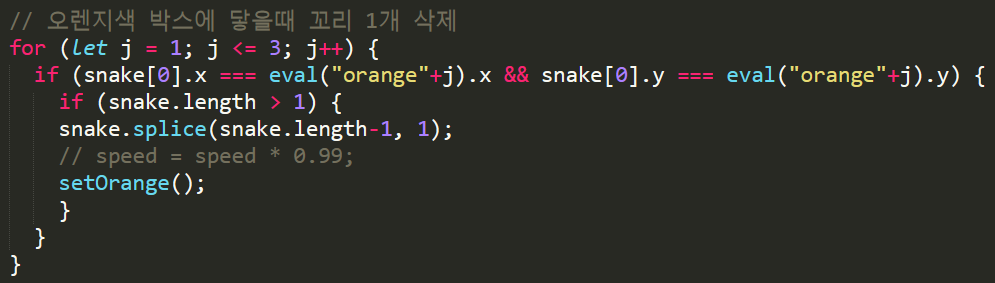 // 오렌지색 박스에 닿을때 꼬리 1개 삭제
for (let j = 1; j <= 3; j++) {
if (snake[0].x === eval("orange"+j).x && snake[0].y === eval("orange"+j).y) {
if (snake.length > 1) {
snake.splice(snake.length-1, 1);
// speed = speed * 0.99;
setOrange();
}
}
}